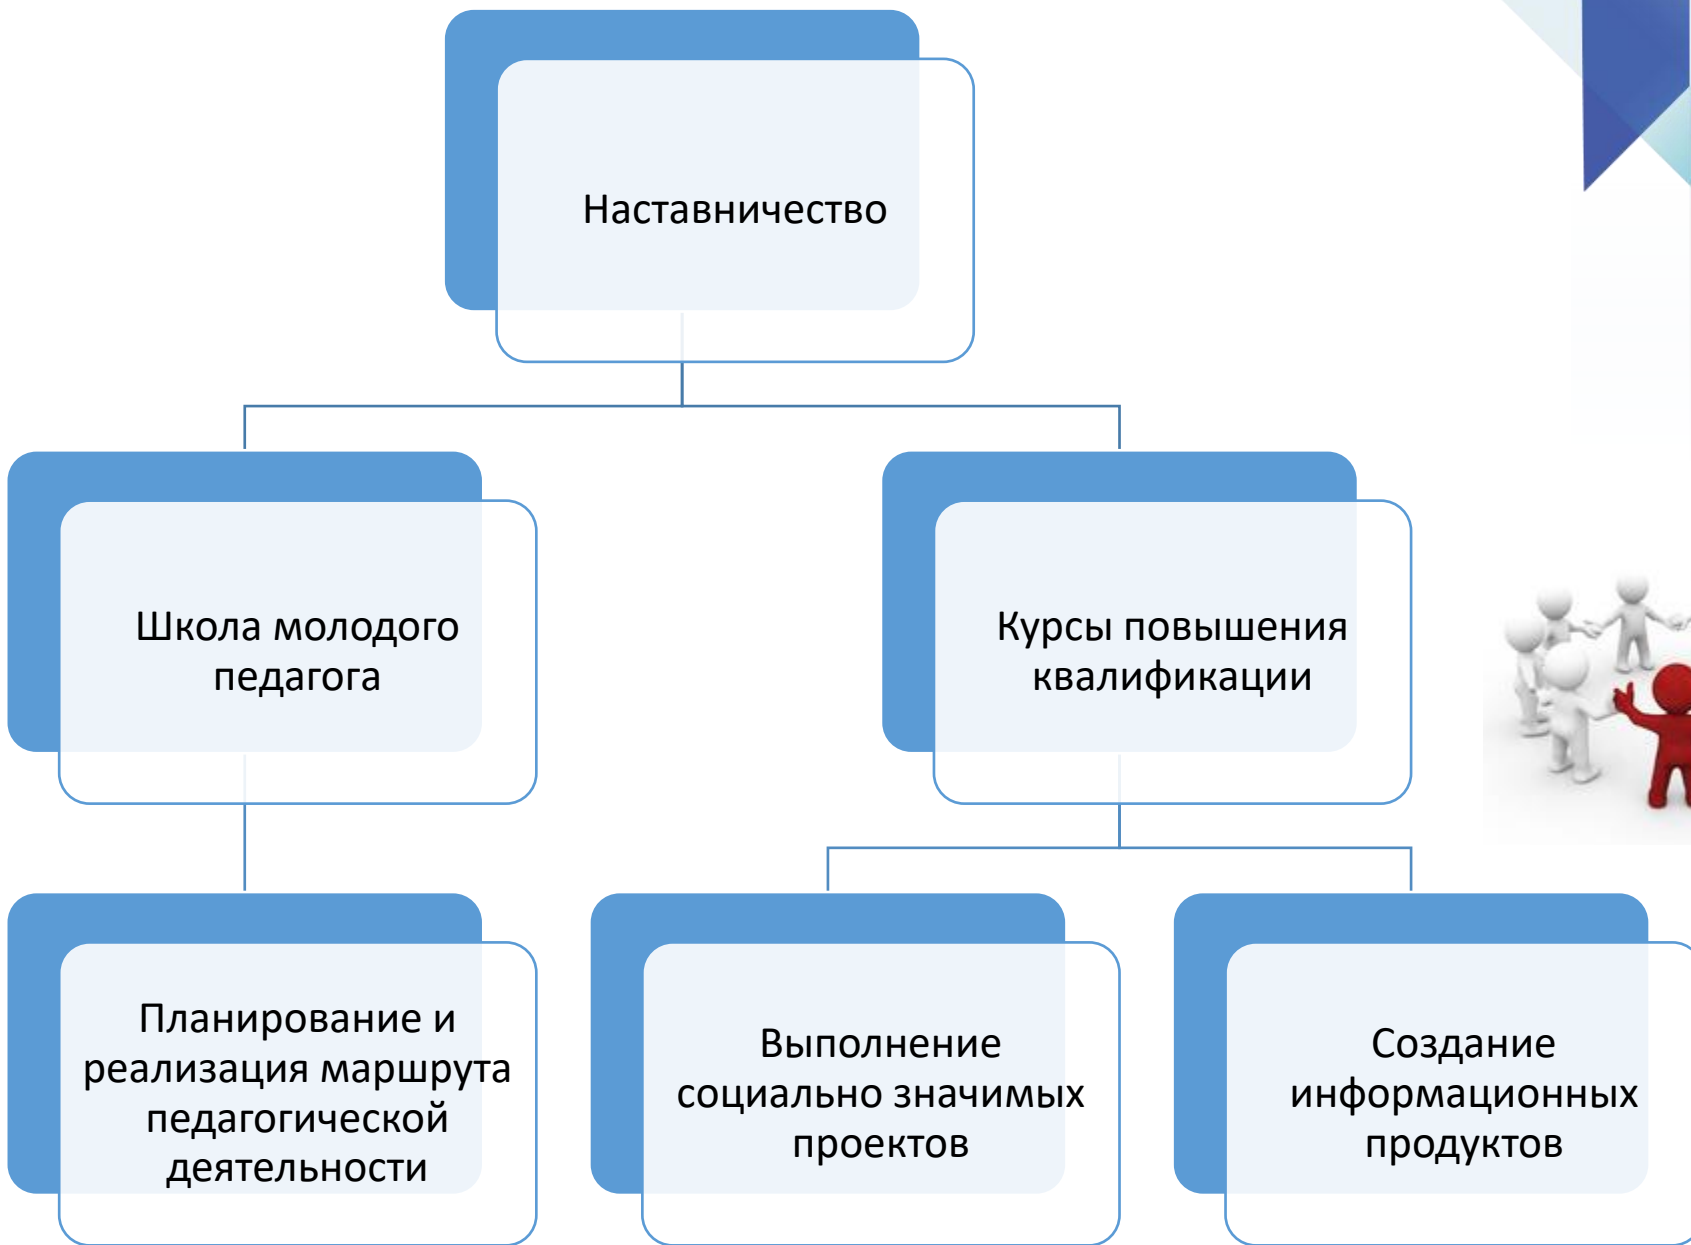 Наставничество
Школа молодого
педагога
Курсы повышения
квалификации
Планирование и
реализация маршрута
педагогической
деятельности
Выполнение
социально значимых
проектов
Создание
информационных
продуктов